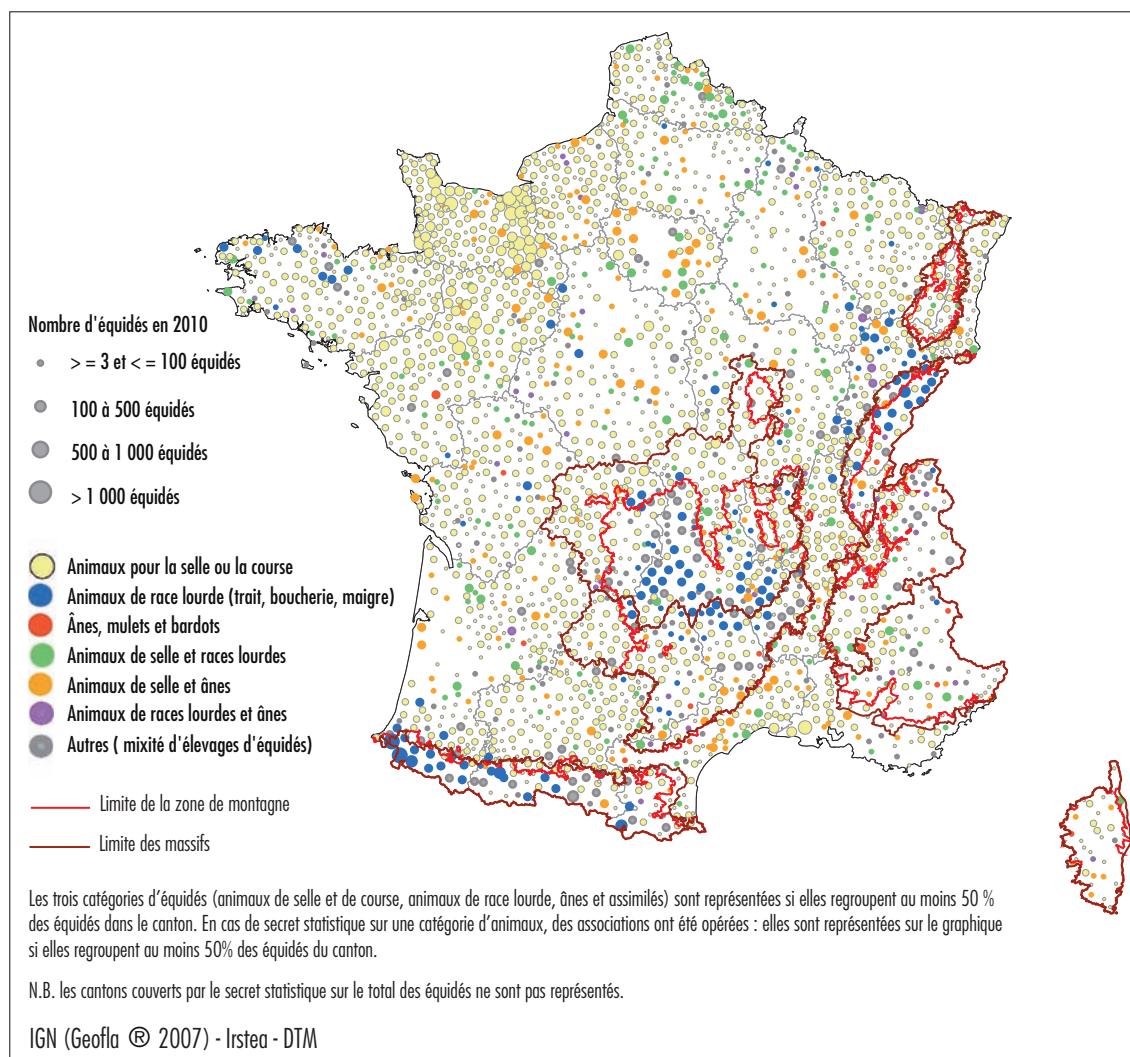 Nombre d'équidés en 2010
> = 3 et < = 100 équidés
100 à 500 équidés
500 à 1 000 équidés
> 1 000 équidés
Animaux pour la selle ou la course
Animaux de race lourde (trait, boucherie, maigre)
Ânes, mulets et bardots
Animaux de selle et races lourdes
Animaux de selle et ânes
Animaux de races lourdes et ânes
Autres ( mixité d'élevages d'équidés)
Limite de la zone de montagne
Limite des massifs
Les trois catégories d'équidés (animaux de selle et de course, animaux de race lourde, ânes et assimilés) sont représentées si elles regroupent au moins 50 %
des équidés dans le canton. En cas de secret statistique sur une catégorie d'animaux, des associations ont été opérées : elles sont représentées sur le graphique
si elles regroupent au moins 50% des équidés du canton.
N.B. les cantons couverts par le secret statistique sur le total des équidés ne sont pas représentés.
IGN (Geofla ® 2007) - Irstea - DTM